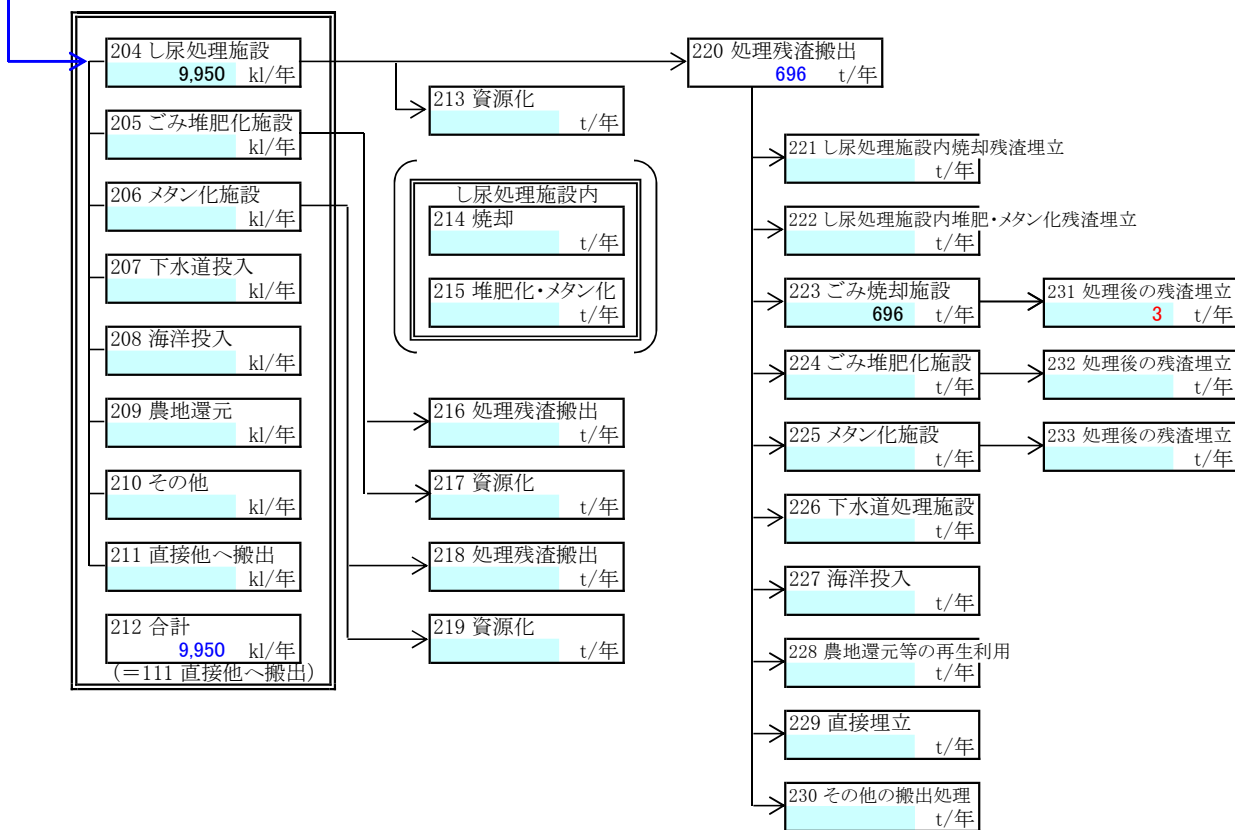 204 し尿処理施設
9,950 kl/年
205 ごみ堆肥化施設
kl/年
206 メタン化施設
kl/年
207 下水道投入
kl/年
208 海洋投入
kl/年
209 農地還元
kl/年
210 その他
kl/年
211 直接他へ搬出
kl/年
212 合計
9,950 kl/年
(=111 直接他へ搬出)
213 資源化
t/年
し尿処理施設内
214 焼却
t/年
215 堆肥化・メタン化
t/年
216 処理残渣搬出
t/年
217 資源化
t/年
218 処理残渣搬出
t/年
219 資源化
t/年
220 処理残渣搬出
696 t/年
221 し尿処理施設内焼却残渣埋立
t/年
222 し尿処理施設内堆肥・メタン化残渣埋立
t/年
223 ごみ焼却施設
696 t/年
224 ごみ堆肥化施設
t/年
225 メタン化施設
t/年
226 下水道処理施設
t/年
227 海洋投入
t/年
228 農地還元等の再生利用
t/年
229 直接埋立
t/年
230 その他の搬出処理
t/年
231 処理後の残渣埋立
3 t/年
232 処理後の残渣埋立
t/年
233 処理後の残渣埋立
t/年